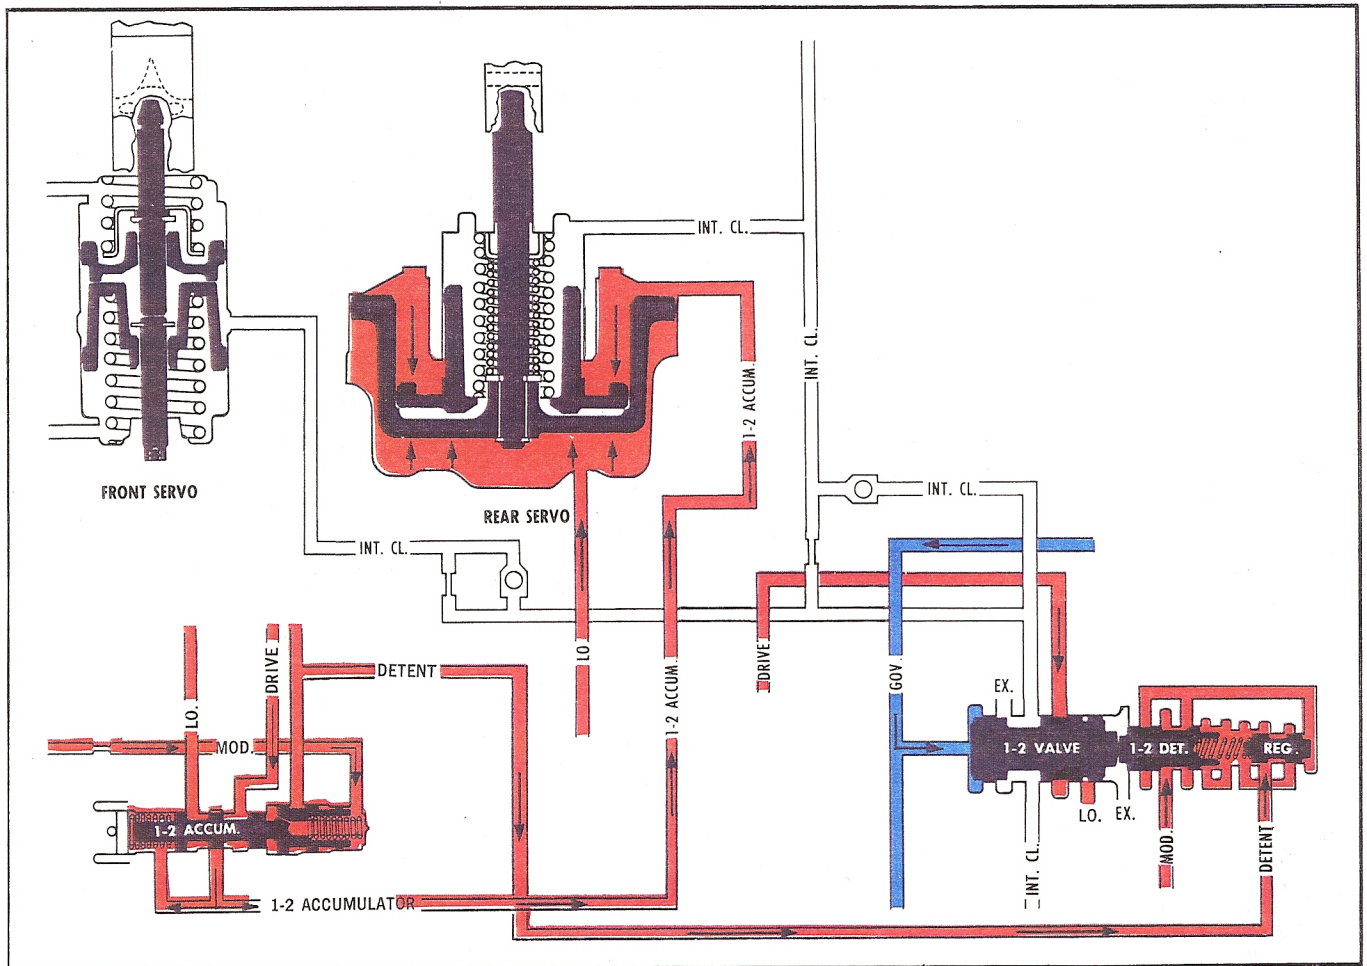 INT. CL.
INT. CL.
1-2 ACCUM.
FRONT SERVO
REAR SERVO
INT. CL.
INT. CL.
LO
DRIVE
GOV.
1-2 ACCUM.
LO.
DRIVE
DETENT
MOD.
EX.
1-2 VALVE
1-2 DET.
REG.
LO.
EX.
1-2 ACCUM.
INT. CL.
MOD.
DETENT
1-2 ACCUMULATOR